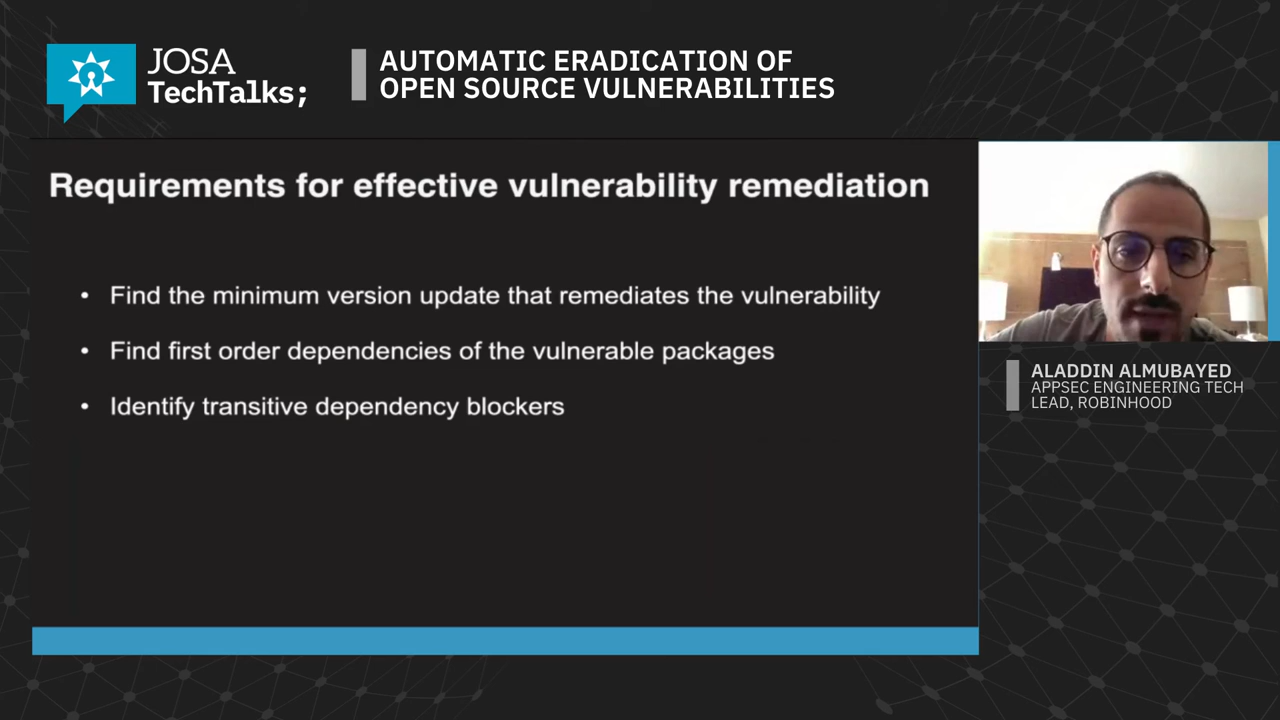 JOSA
TechTalks;
AUTOMATIC ERADICATION OF
OPEN SOURCE VULNERABILITIES
Requirements for effective vulnerability remediation
• Find the minimum version update that remediates the vulnerability
• Find first order dependencies of the vulnerable packages
• Identify transitive dependency blockers
ALADDIN ALMUBAYED
APPSEC ENGINEERING TECH
LEAD, ROBINHOOD